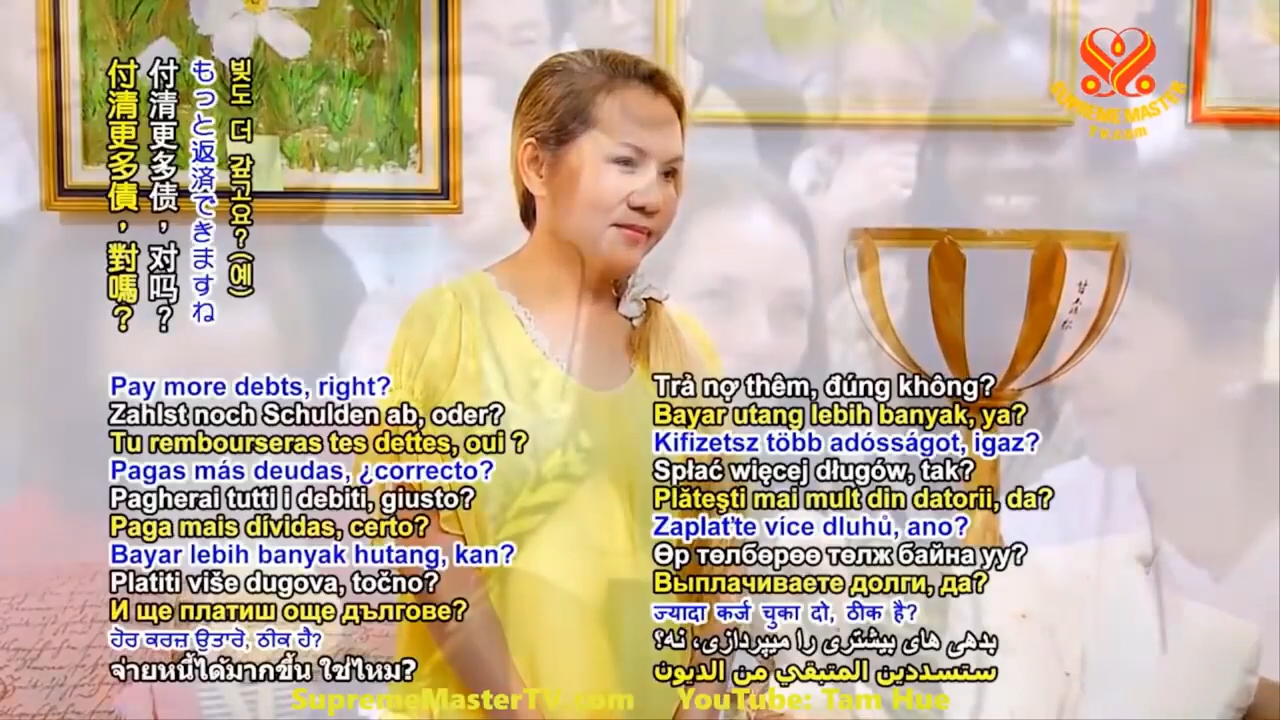 付清更多債，對嗎？
付清更多债，对吗？
もっと返済できますね
빚도 더 갚고요? (예)
SUPREME MASTER
TV.com
Pay more debts, right?
Zahlst noch Schulden ab, oder?
Tu rembourseras tes dettes, oui ?
Pagas más deudas, ¿correcto?
Pagherai tutti i debiti, giusto?
Paga mais dívidas, certo?
Bayar lebih banyak hutang, kan?
Platiti više dugova, točno?
И ще платиш още дългове?
ਹੋਰ ਕਰਜ਼ ਉਤਾਰੋ, ਠੀਕ ਹੈ?
จ่ายหนี้ได้มากขึ้น ใช่ไหม?
Trả nợ thêm, đúng không?
Bayar utang lebih banyak, ya?
Kifizetsz több adósságot, igaz?
Spłać więcej długów, tak?
Plăteşti mai mult din datorii, da?
Zaplaťte více dluhů, ano?
Өр төлбөрөө төлж байна уу?
Выплачиваете долги, да?
ज्यादा कर्ज चुका दो, ठीक है?
بدهی های بیشتری را میپردازی، نه؟
ستسددين المتبقي من الديون
SupremeMasterTV.com YouTube: Tam Hue